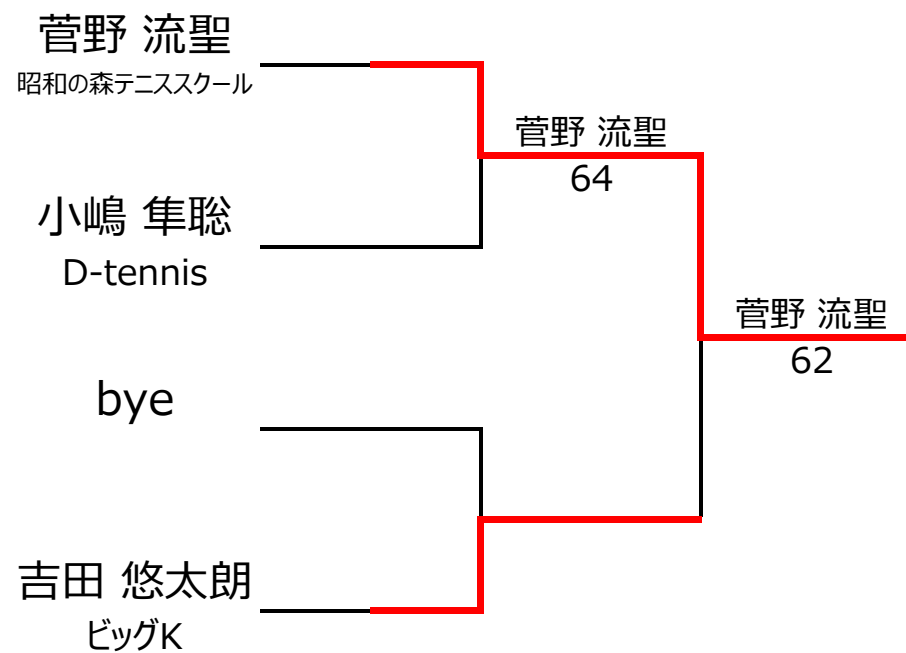 菅野 流聖
昭和の森テニススクール
菅野 流聖
64
小嶋 隼聡
D-tennis
菅野 流聖
62
bye
吉田 悠太朗
ビッグK